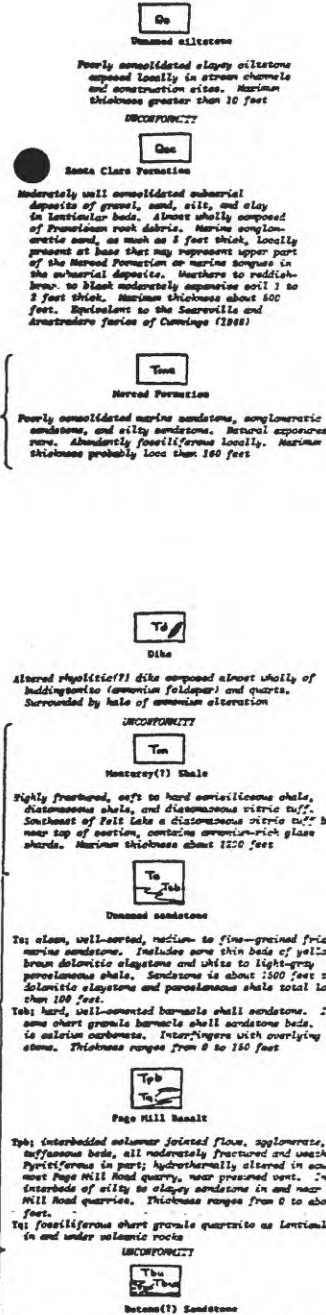 Qo
Unnamed siltstone
Poorly consolidated clayey siltstone
exposed locally in stream channels
and construction sites. Maximum
thickness greater than 10 feet
UNCONFORMITY
Qsc
Santa Clara Formation
Moderately well consolidated subaerial
deposits of gravel, sand, silt, and clay
in lenticular beds. Almost wholly composed
of Franciscan rock debris. Marine conglom-
eratic sand, as much as 5 feet thick, locally
present at base that may represent upper part
of the Merced Formation or marine tongues in
the subaerial deposits. Weathers to reddish-
brown to black moderately expansive soil 1 to
2 feet thick. Maximum thickness about 500
feet. Equivalent to the Searsville and
Arastradero facies of Cummings (1968)
Merced Formation
Poorly consolidated marine sandstone, conglomeratic
sandstone, and silty sandstone. Natural exposures
rare. Abundantly fossiliferous locally. Maximum
thickness probably less than 160 feet
Td
Dike
Altered rhyolitic(?) dike composed almost wholly of
buddingtonite (ammonium feldspar) and quartz.
Surrounded by halo of ammonium alteration
UNCONFORMITY
Tm
Monterey(?) Shale
Highly fractured, soft to hard semisiliceous shale,
diatomaceous shale, and diatomaceous vitric tuff.
Southeast of Felt Lake a diatomaceous vitric tuff b
near top of section, contains ammonium-rich glass
shards. Maximum thickness about feet
To
Tob
Unnamed sandstone
To; clean, well-sorted, medium- to fine-grained fria
marine sandstone. Includes some thin beds of yello
brown dolomitic claystone and white to light-gray
porcelaneous shale. Sandstone is about 1500 feet t
dolomitic claystone and porcelaneous shale total le
than 100 feet.
Tob; hard, well-cemented barnacle shell sandstone.
some chert granule barnacle shell sandstone beds.
is calcium carbonate. Interfingers with overlying
stone. Thickness ranges from 0 to 160 feet
Tpb
Tq
Page Mill Basalt
Tpb; interbedded columnar jointed flows, agglomerate,
tuffaceous beds, all moderately fractured and weath
Pyritiferous in part; hydrothermally altered in
most Page Mill Road quarry, near presumed vent. In
interbeds of silty to clayey sandstone in and near
Mill Road quarries. Thickness ranges from 0 to abo
feet.
Tq; fossiliferous chert granule quartzite as lenticul
in and under volcanic rocks
UNCONFORMITY
Tbu
Butano(?) Sandstone